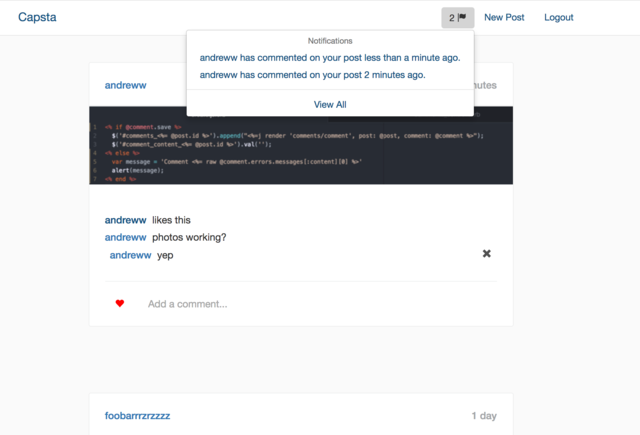 Capsta
2
New Post
Logout
Notifications
andreww has commented on your post less than a minute ago.
andreww has commented on your post 2 minutes ago.
View All
andreww
nutes
1 <% if @comment.save %>
2 $('#comments_<%= @post.id %>').append("<%=j render 'comments/comment', post: @post, comment: @comment %>");
3 $('#comment_content_<%= @post.id %>').val('');
4 <% else %>
5 var message = 'Comment <%= raw @comment.errors.messages[:content][0] %>'
6 alert(message);
7 <% end %>
andreww likes this
andreww photos working?
andreww yep
Add a comment...
foobarrrzrzzzz
1 day